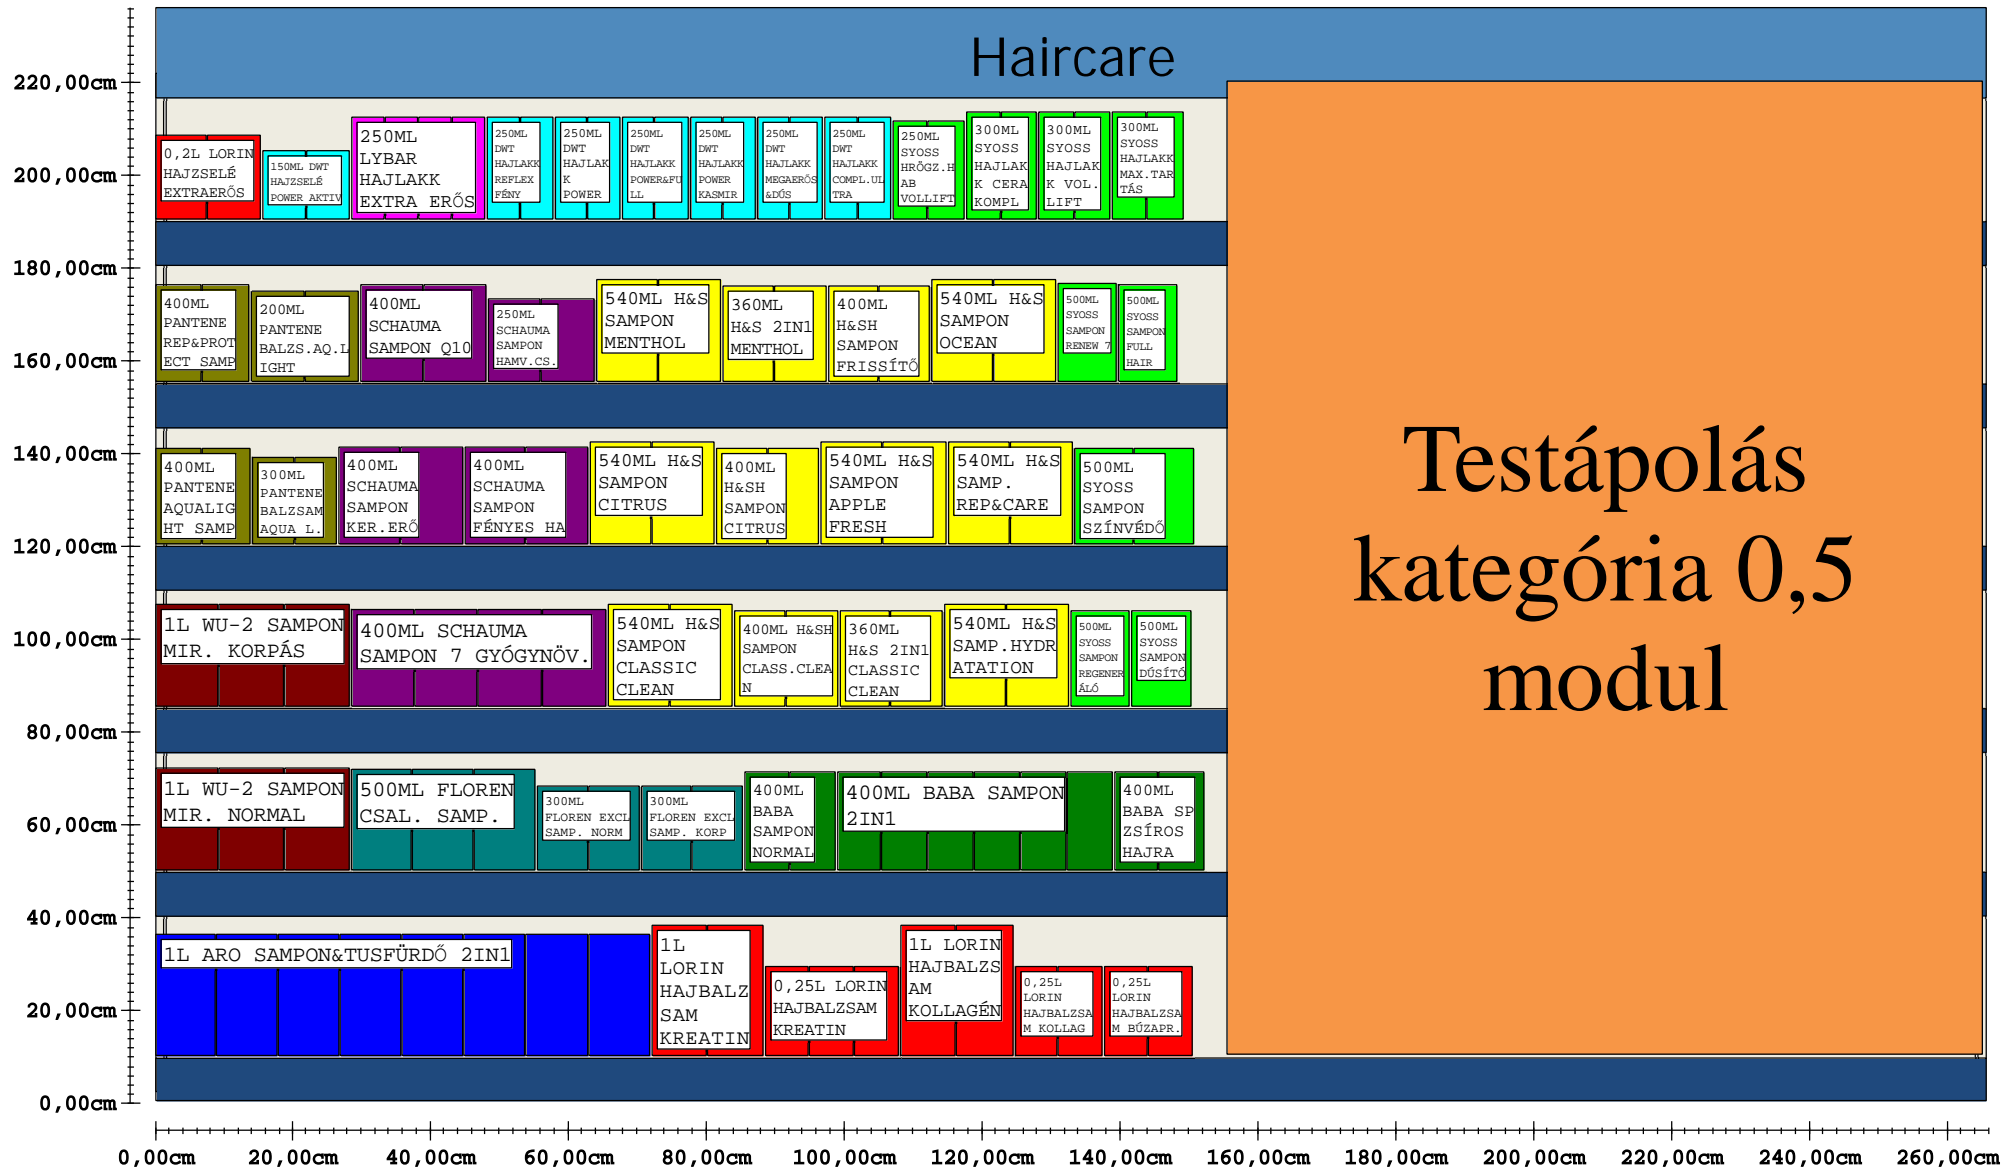 Haircare
220,00cm
200,00cm
180,00cm
160,00cm
140,00cm
120,00cm
100,00cm
80,00cm
60,00cm
40,00cm
20,00cm
0,00cm
0,2L LORIN
HAJZSELÉ
EXTRAERŐS
150ML DWT
HAJZSELÉ
POWER AKTIV
250ML
LYBAR
HAJLAKK
EXTRA ERŐS
250ML
DWT
HAJLAKK
REFLEX
FÉNY
250ML
DWT
HAJLAK
K
POWER
250ML
DWT
HAJLAKK
POWER&FU
LL
250ML
DWT
HAJLAKK
POWER
KASMIR
250ML
DWT
HAJLAKK
MEGAERŐS
&DÚS
250ML
DWT
HAJLAKK
COMPL.UL
TRA
250ML
SYOSS
HRÖGZ.H
AB
VOLLIFT
300ML
SYOSS
HAJLAK
K CERA
KOMPL
300ML
SYOSS
HAJLAK
K VOL.
LIFT
300ML
SYOSS
HAJLAKK
MAX.TAR
TÁS
400ML
PANTENE
REP&PROT
ECT SAMP
200ML
PANTENE
BALZS.AQ.L
IGHT
400ML
SCHAUMA
SAMPON Q10
250ML
SCHAUMA
SAMPON
HAMV.CS.
540ML H&S
SAMPON
MENTHOL
360ML
H&S 2IN1
MENTHOL
400ML
H&SH
SAMPON
FRISSÍTŐ
540ML H&S
SAMPON
OCEAN
500ML
SYOSS
SAMPON
RENEW 7
500ML
SYOSS
SAMPON
FULL
HAIR
400ML
PANTENE
AQUALIG
HT SAMP
300ML
PANTENE
BALZSAM
AQUA L.
400ML
SCHAUMA
SAMPON
KER.ERŐ
400ML
SCHAUMA
SAMPON
FÉNYES HA
540ML H&S
SAMPON
CITRUS
400ML
H&SH
SAMPON
CITRUS
540ML H&S
SAMPON
APPLE
FRESH
540ML H&S
SAMP.
REP&CARE
500ML
SYOSS
SAMPON
SZÍNVÉDŐ
1L WU-2 SAMPON
MIR. KORPÁS
400ML SCHAUMA
SAMPON 7 GYÓGYNÖV.
540ML H&S
SAMPON
CLASSIC
CLEAN
400ML H&SH
SAMPON
CLASS.CLEA
N
360ML
H&S 2IN1
CLASSIC
CLEAN
540ML H&S
SAMP.HYDR
ATATION
500ML
SYOSS
SAMPON
REGENER
ÁLÓ
500ML
SYOSS
SAMPON
DÚSÍTÓ
1L WU-2 SAMPON
MIR. NORMAL
500ML FLOREN
CSAL. SAMP.
300ML
FLOREN EXCL
SAMP. NORM
300ML
FLOREN EXCL
SAMP. KORP
400ML
BABA
SAMPON
NORMAL
400ML BABA SAMPON
2IN1
400ML
BABA SP
ZSÍROS
HAJRA
1L ARO SAMPON&TUSFÜRDŐ 2IN1
1L
LORIN
HAJBALZ
SAM
KREATIN
0,25L LORIN
HAJBALZSAM
KREATIN
1L LORIN
HAJBALZS
AM
KOLLAGÉN
0,25L
LORIN
HAJBALZSA
M KOLLAG
0,25L
LORIN
HAJBALZSA
M BÚZAPR.
Testápolás
kategória 0,5
modul
0,00cm
20,00cm
40,00cm
60,00cm
80,00cm
100,00cm
120,00cm
140,00cm
160,00cm
180,00cm
200,00cm
220,00cm
240,00cm
260,00cm